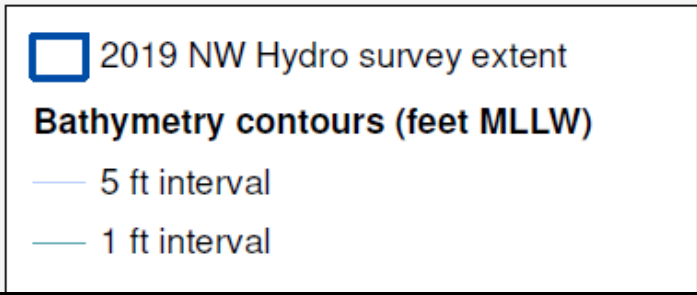 2019 NW Hydro survey extent
Bathymetry contours (feet MLLW)
5 ft interval
1 ft interval